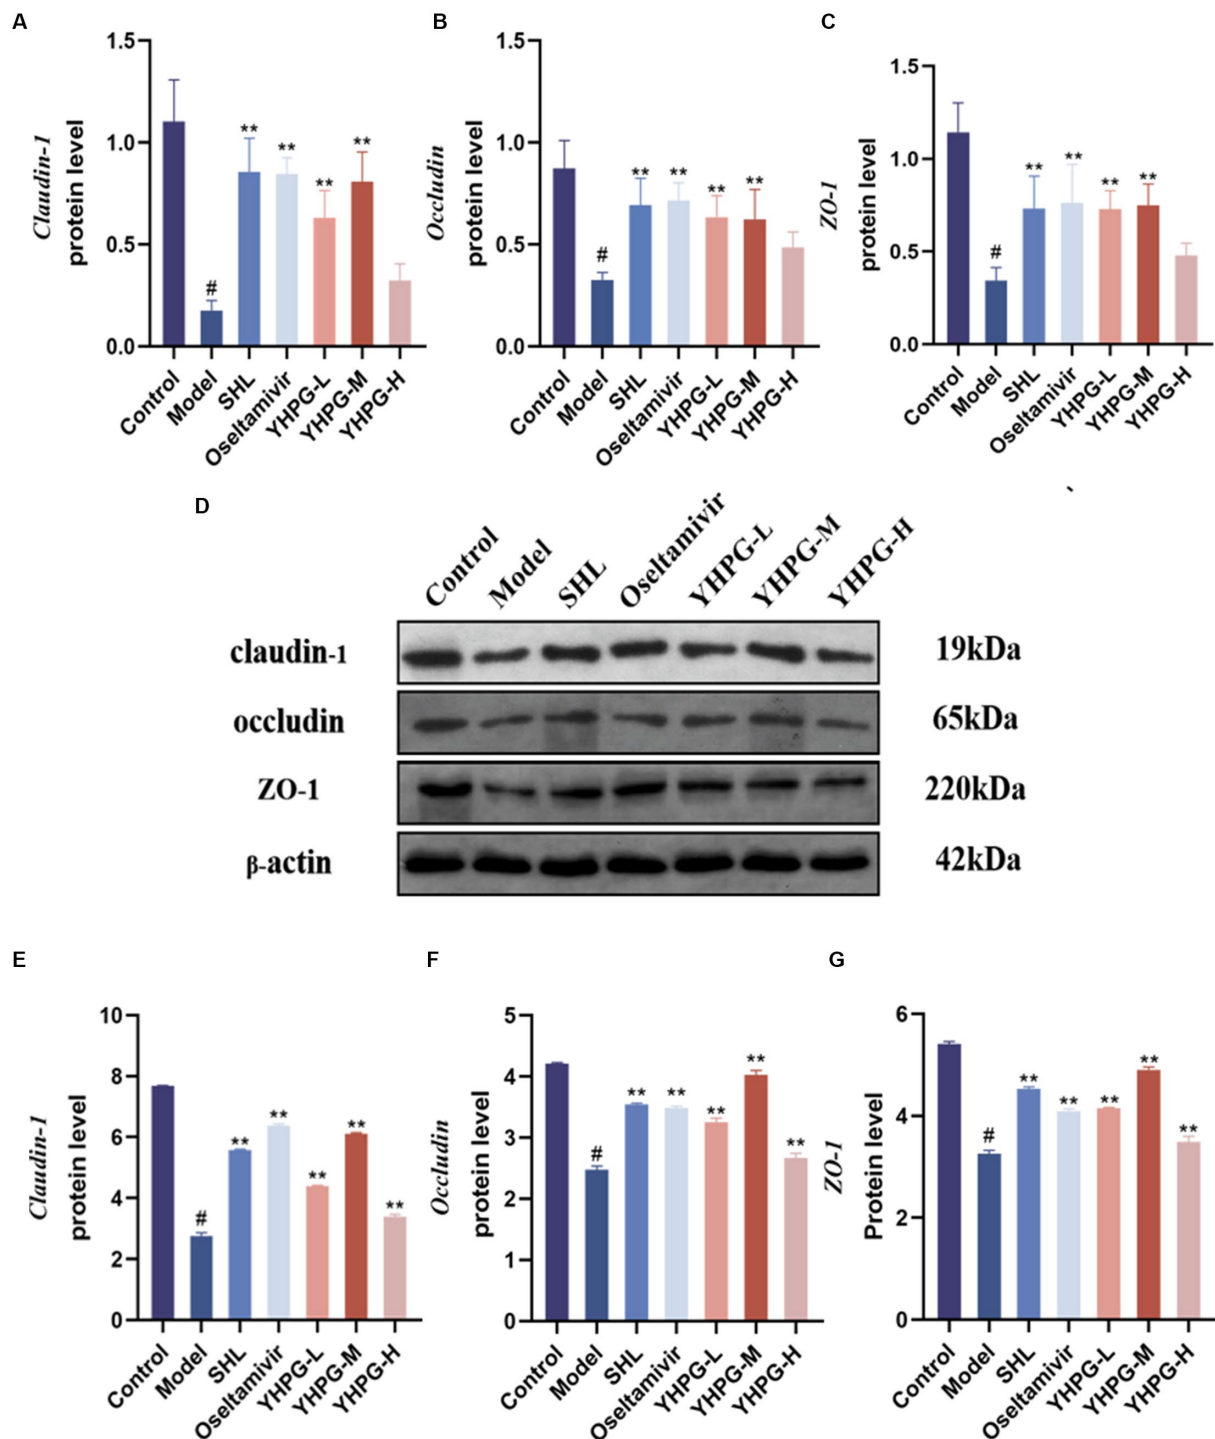 A
B
C
Claudin-1
protein level
1.5
1.0
0.5
0.0
#
**
**
**
**
Control
Model
SHL
Oseltamivir
YHPG-L
YHPG-M
YHPG-H
Occludin
protein level
1.5
1.0
0.5
0.0
#
**
**
**
**
Control
Model
SHL
Oseltamivir
YHPG-L
YHPG-M
YHPG-H
ZO-1
protein level
1.5
1.0
0.5
0.0
#
**
**
**
**
Control
Model
SHL
Oseltamivir
YHPG-L
YHPG-M
YHPG-H
D
Control
Model
SHL
Oseltamivir
YHPG-L
YHPG-M
YHPG-H
claudin-1 19kDa
occludin 65kDa
ZO-1 220kDa
β-actin 42kDa
E
F
G
Claudin-1
protein level
10
8
6
4
2
0
#
**
**
**
**
**
Control
Model
SHL
Oseltamivir
YHPG-L
YHPG-M
YHPG-H
Occludin
protein level
5
4
3
2
1
0
#
**
**
**
**
**
Control
Model
SHL
Oseltamivir
YHPG-L
YHPG-M
YHPG-H
ZO-1
Protein level
6
4
2
0
#
**
**
**
**
**
Control
Model
SHL
Oseltamivir
YHPG-L
YHPG-M
YHPG-H